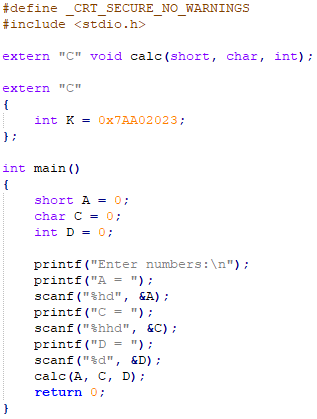 #define _CRT_SECURE_NO_WARNINGS
#include <stdio.h>
extern "C" void calc(short, char, int);
extern "C"
{
int K = 0x7AA02023;
};
int main()
{
short A = 0;
char C = 0;
int D = 0;
printf("Enter numbers:\n");
printf("A = ");
scanf("%hd", &A);
printf("C = ");
scanf("%hhd", &C);
printf("D = ");
scanf("%d", &D);
calc(A, C, D);
return 0;
}